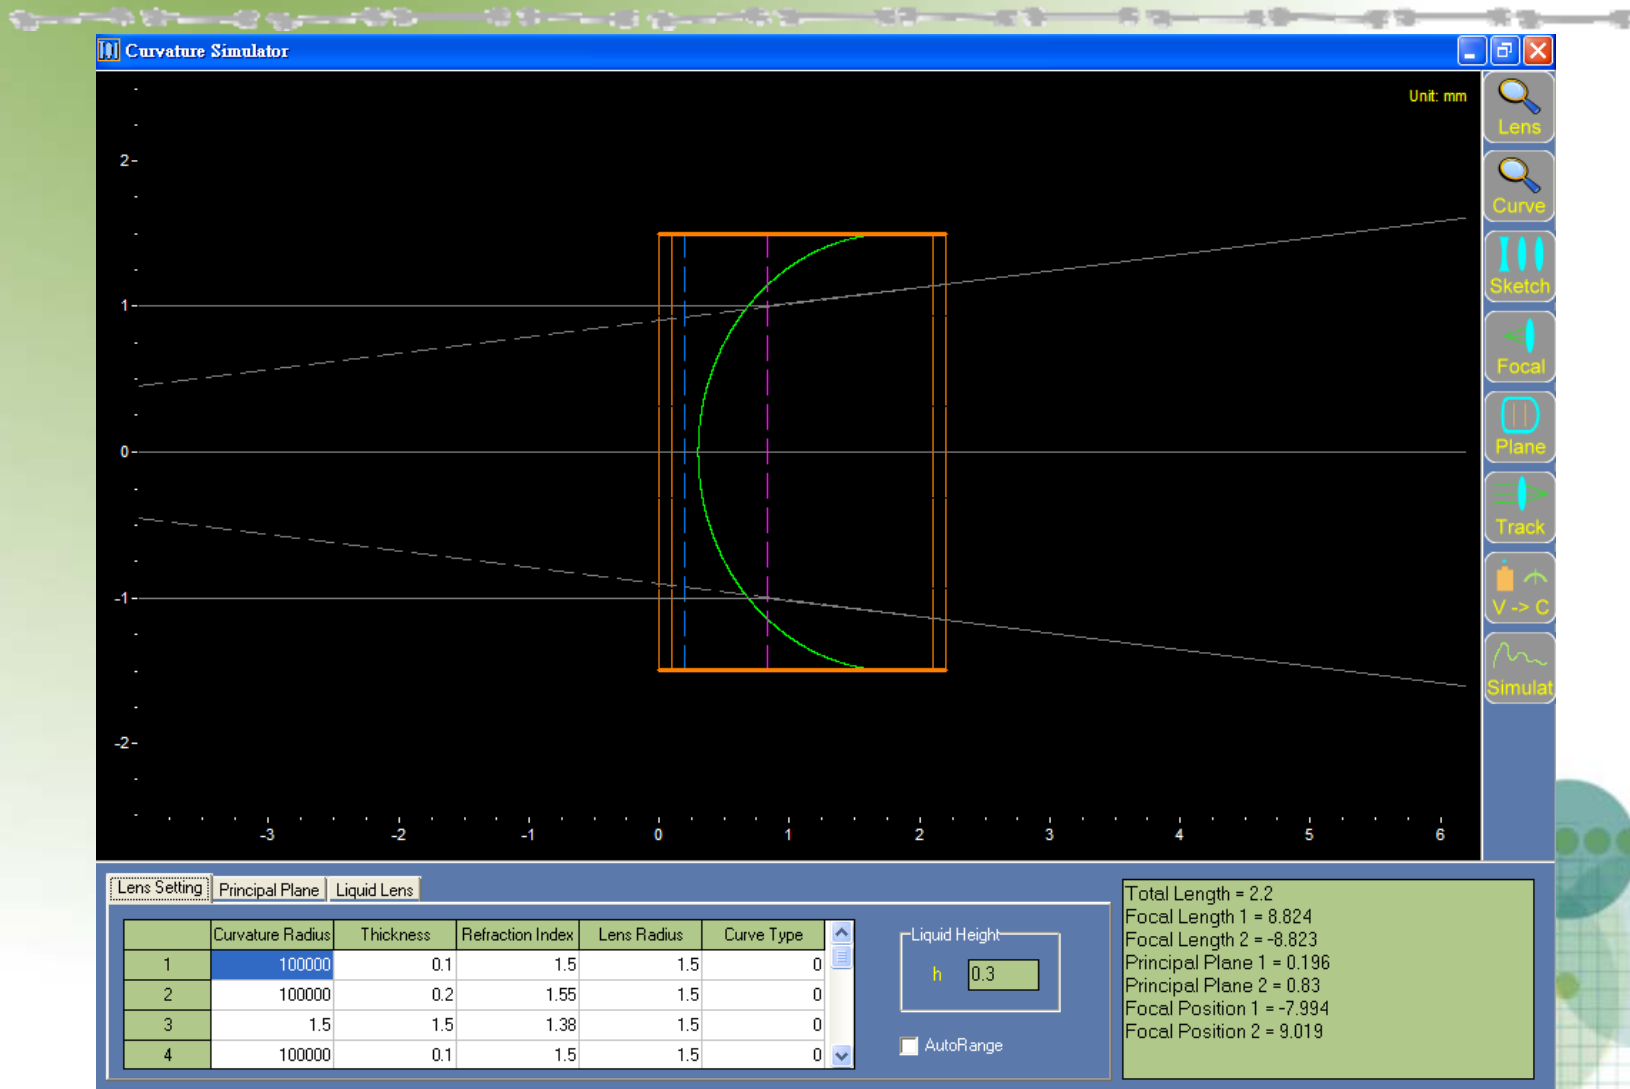 Curvature Simulator
Unit: mm
Lens
Curve
Sketch
Focal
Plane
Track
V -> C
Simulat
2
1
0
-1
-2
-3 -2 -1 0 1 2 3 4 5 6
Lens Setting Principal Plane Liquid Lens
Curvature Radius Thickness Refraction Index Lens Radius Curve Type
1 100000 0.1 1.5 1.5 0
2 100000 0.2 1.55 1.5 0
3 1.5 1.5 1.38 1.5 0
4 100000 0.1 1.5 1.5 0
Liquid Height
h 0.3
AutoRange
Total Length = 2.2
Focal Length 1 = 8.824
Focal Length 2 = -8.823
Principal Plane 1 = 0.196
Principal Plane 2 = 0.83
Focal Position 1 = -7.994
Focal Position 2 = 9.019